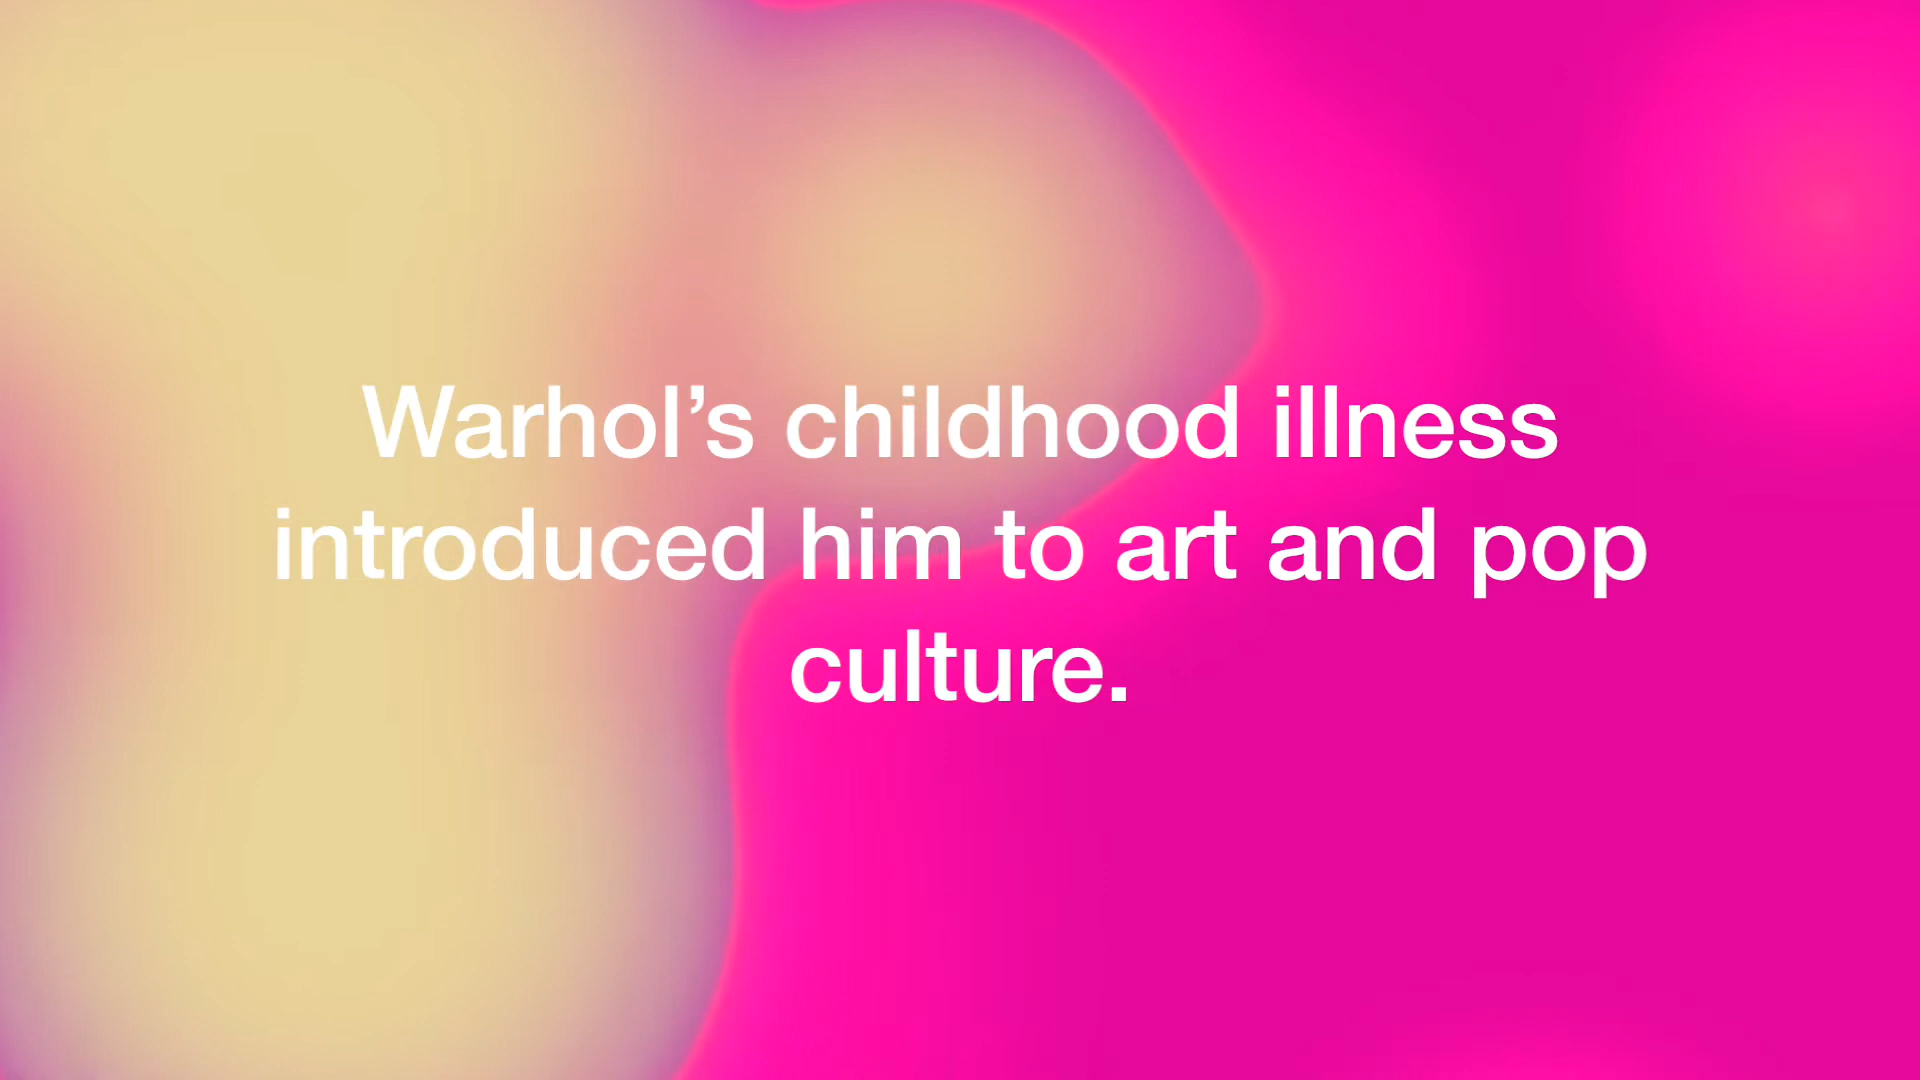 Warhol’s childhood illness
introduced him to art and pop
culture.